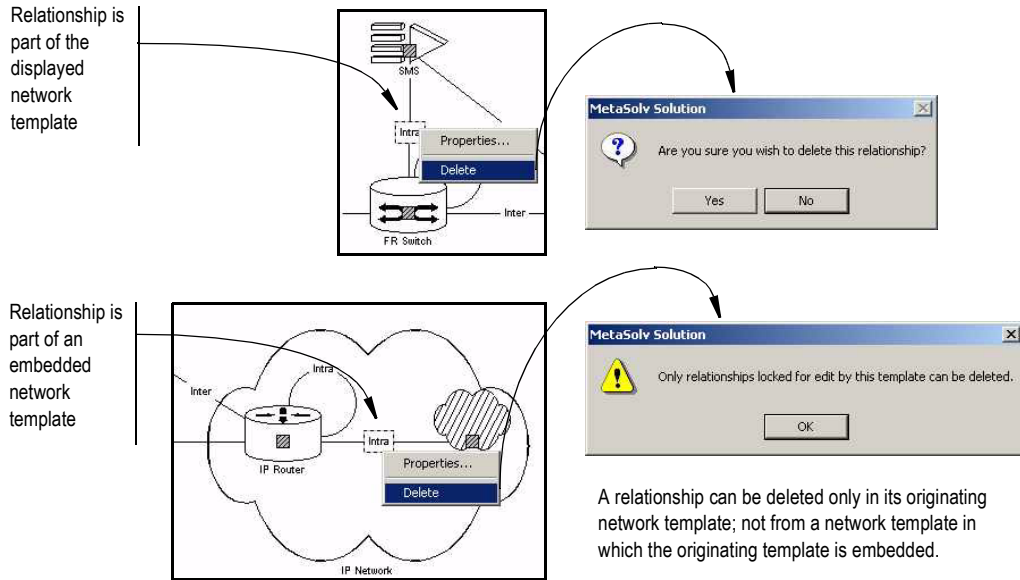 Relationship is
part of the
displayed
network
template
SMS
Intra
Properties...
Delete
Inter
FR Switch
MetaSolv Solution
Are you sure you wish to delete this relationship?
Yes
No
Relationship is
part of an
embedded
network
template
Inter
Intra
IP Router
Intra
Properties...
Delete
IP Network
MetaSolv Solution
Only relationships locked for edit by this template can be deleted.
OK
A relationship can be deleted only in its originating
network template; not from a network template in
which the originating template is embedded.